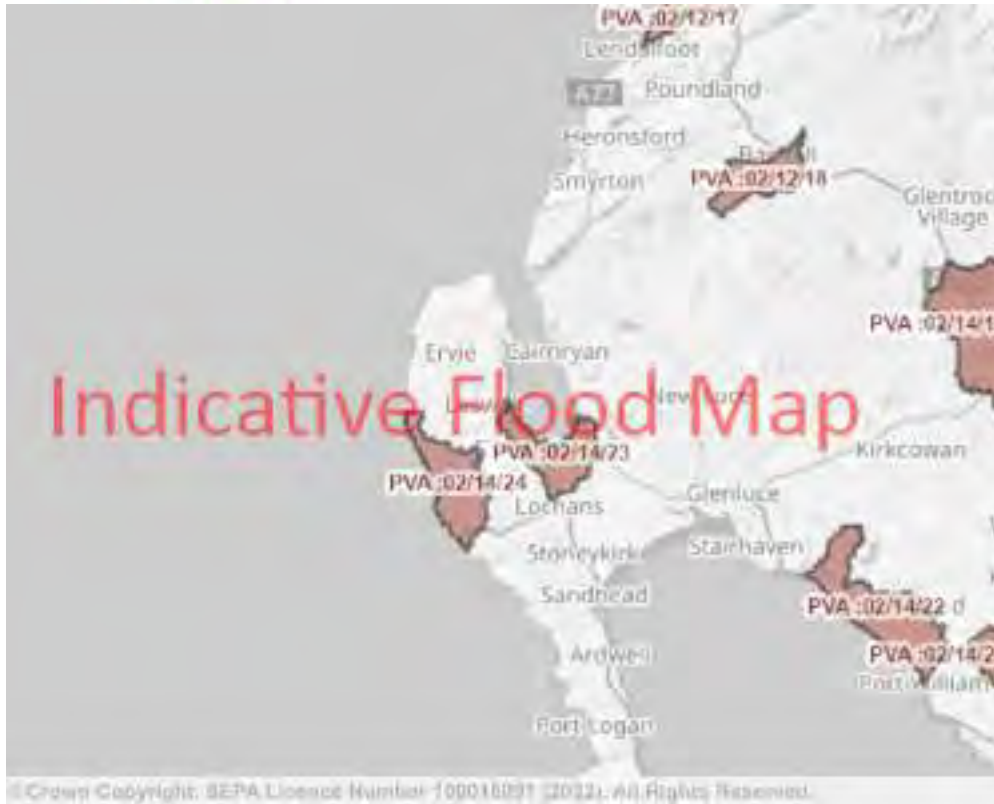 PVA :02/12/17
Lendalfoot
A77
Poundland
Heronsford
PVA :02/12/18
Smyrton
Glentroo
Village
PVA :02/14/1
Ervie
Cairnryan
Indicative Flood Map
Kirkcowan
PVA :02/14/23
PVA :02/14/24
Glenluce
Lochans
Stoneykirk
Stairhaven
Sandhead
PVA :02/14/22 d
Ardwell
PVA :02/14/2
Port William
Port Logan
© Crown Copyright. SEPA Licence Number 100016991 (2022). All Rights Reserved.